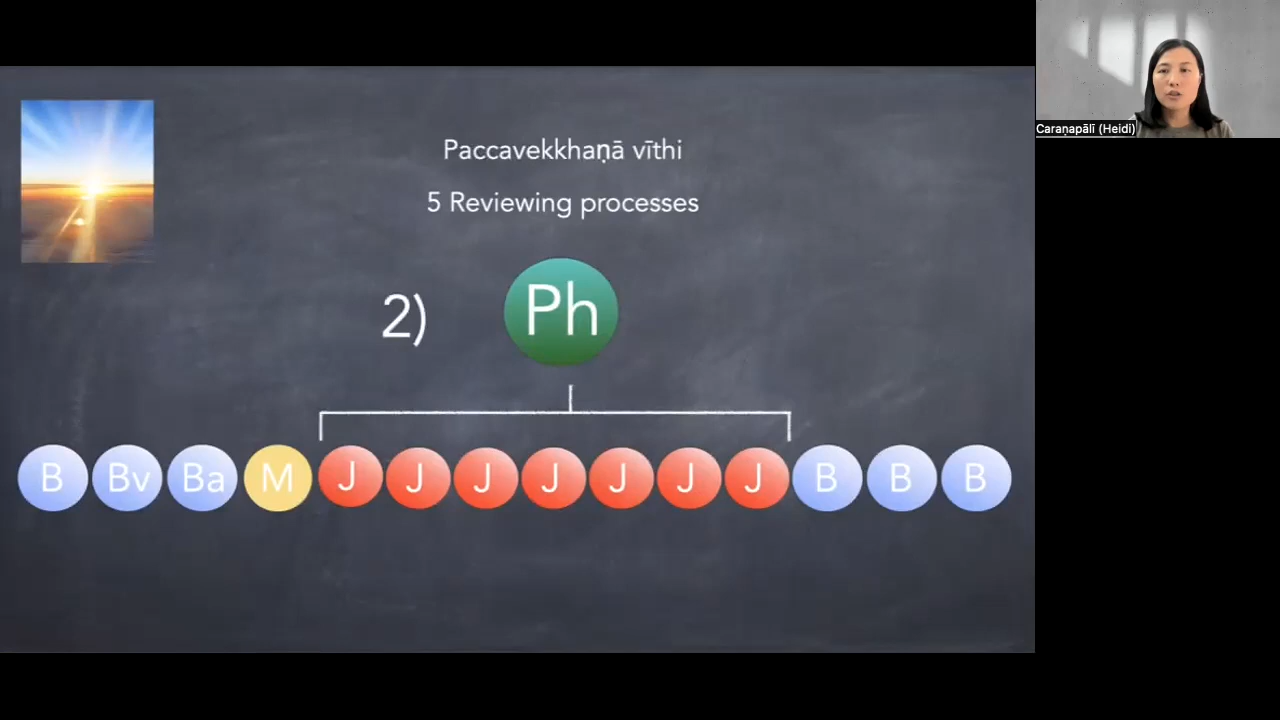 Paccavekkhaṇā vīthi
5 Reviewing processes
2) Ph
B Bv Ba M J J J J J J J B B B
Caraṇapālī (Heidi)